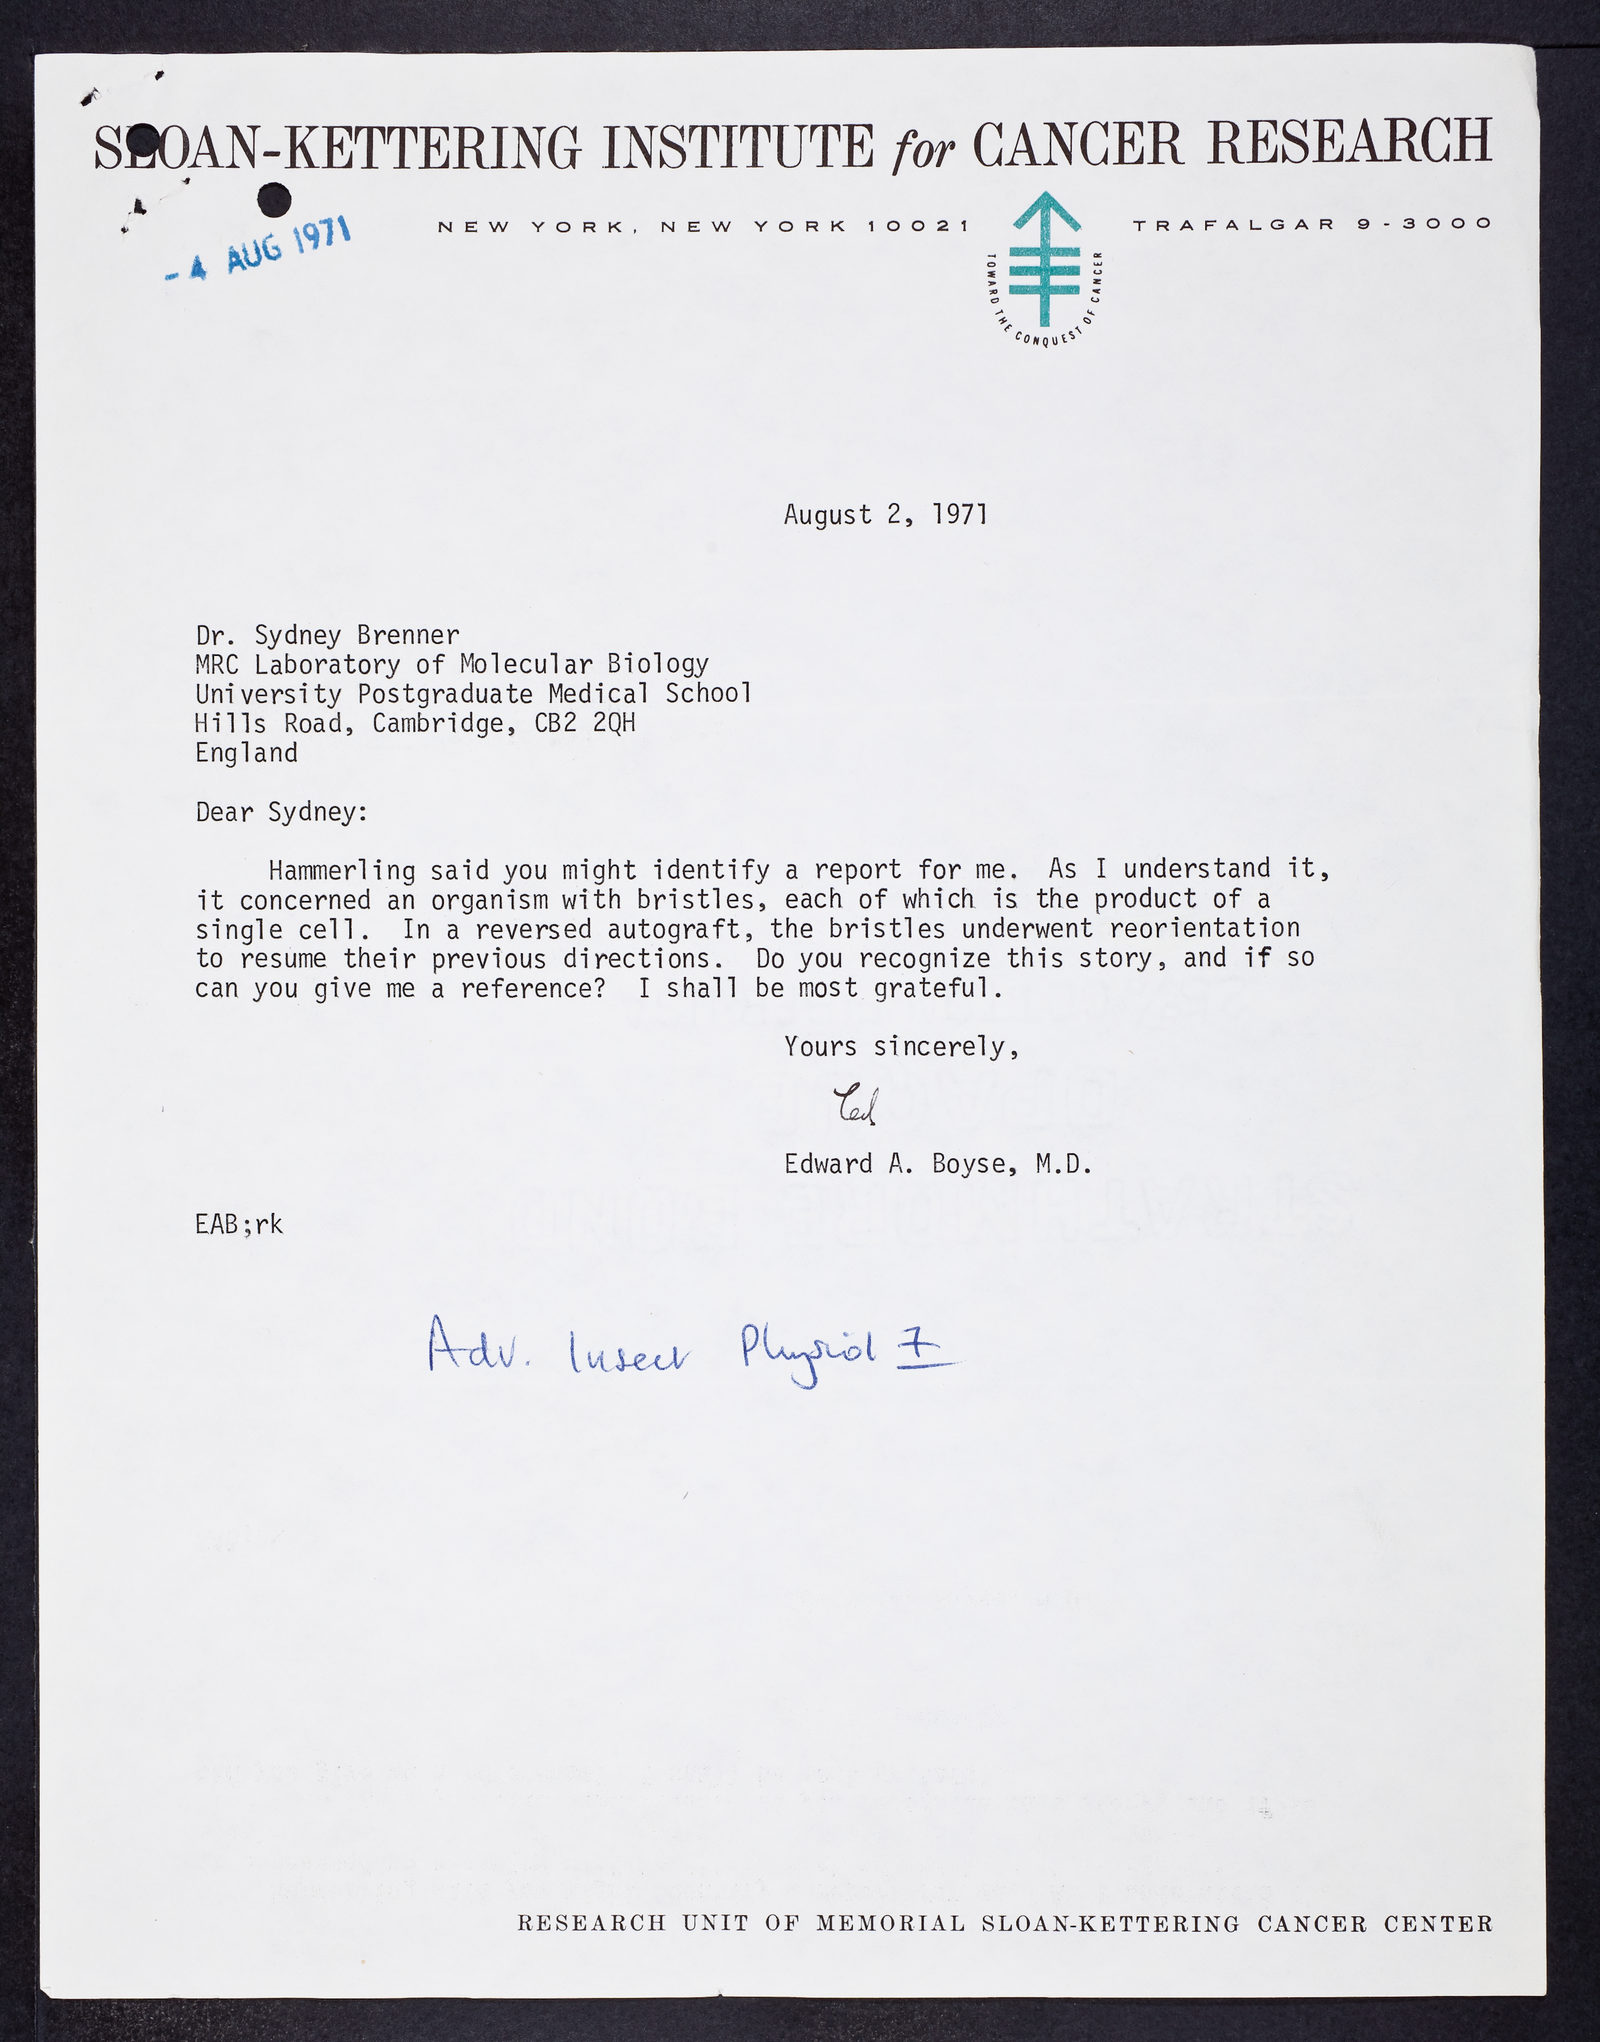 SLOAN-KETTERING INSTITUTE for CANCER RESEARCH
NEW YORK, NEW YORK 10021
TRAFALGAR 9-3000
- 4 AUG 1971
TOWARD THE CONQUEST OF CANCER
August 2, 1971
Dr. Sydney Brenner
MRC Laboratory of Molecular Biology
University Postgraduate Medical School
Hills Road, Cambridge, CB2 2QH
England
Dear Sydney:
Hammerling said you might identify a report for me. As I understand it,
it concerned an organism with bristles, each of which is the product of a
single cell. In a reversed autograft, the bristles underwent reorientation
to resume their previous directions. Do you recognize this story, and if so
can you give me a reference? I shall be most grateful.
Yours sincerely,
Ted
Edward A. Boyse, M.D.
EAB;rk
Adv. Insect Physiol 7
RESEARCH UNIT OF MEMORIAL SLOAN-KETTERING CANCER CENTER